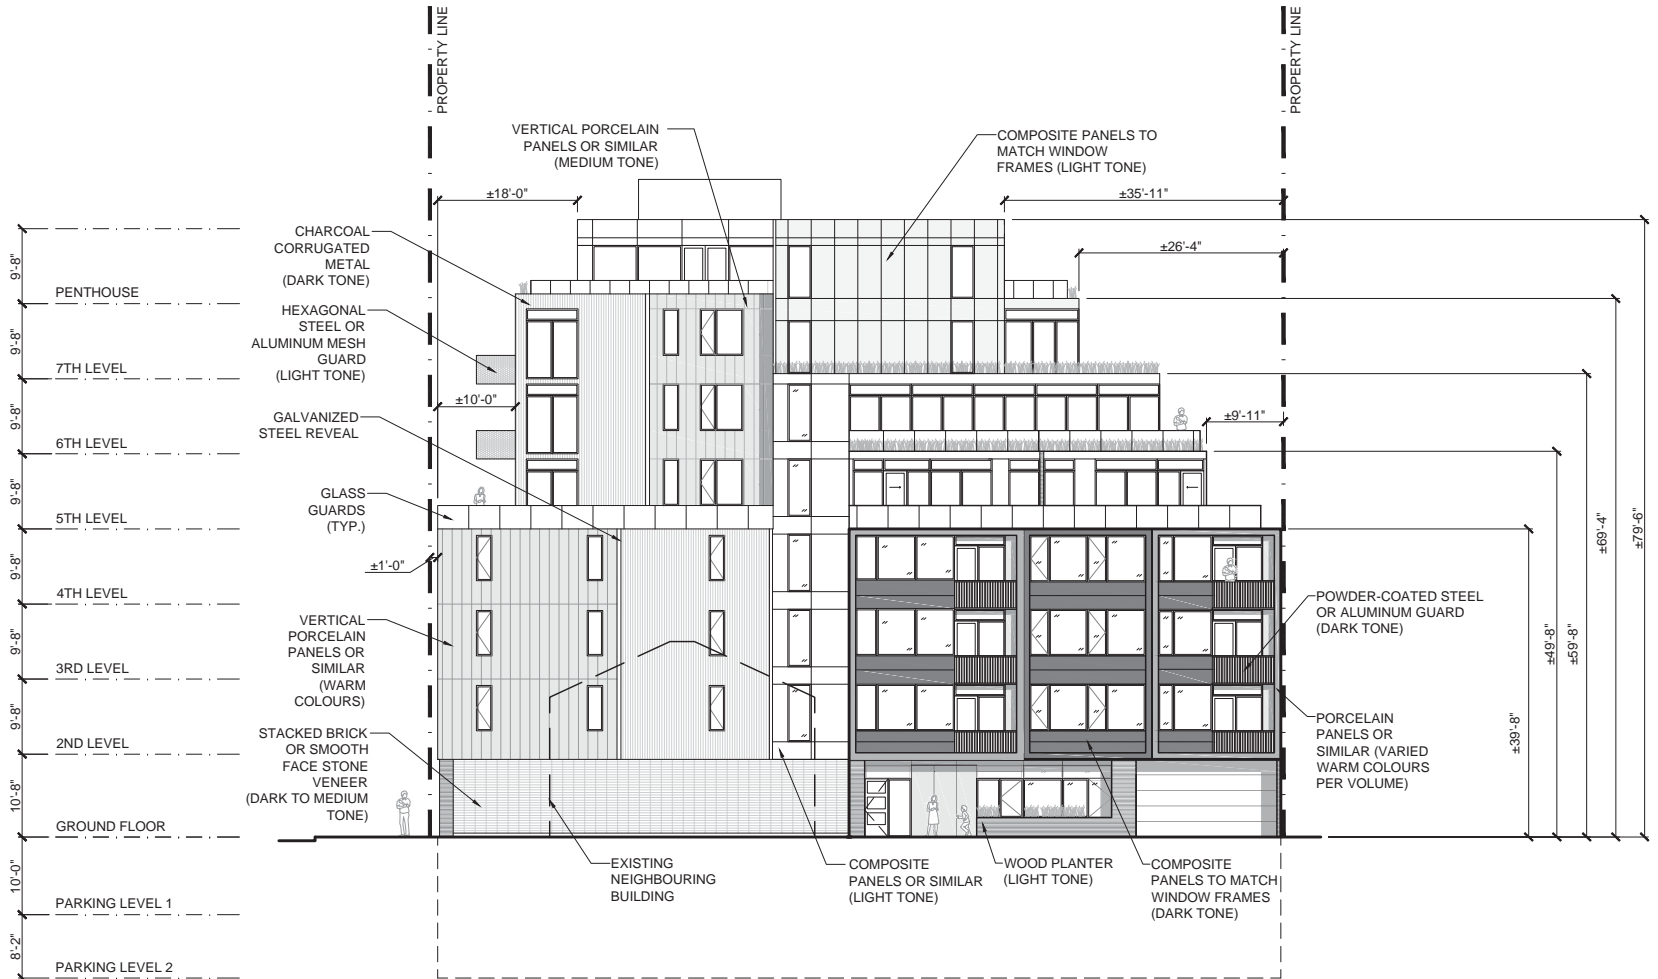 PROPERTY LINE
PROPERTY LINE
VERTICAL PORCELAIN
PANELS OR SIMILAR
(MEDIUM TONE)
COMPOSITE PANELS TO
MATCH WINDOW
FRAMES (LIGHT TONE)
±18'-0"
±35'-11"
±26'-4"
CHARCOAL
CORRUGATED
METAL
(DARK TONE)
HEXAGONAL
STEEL OR
ALUMINUM MESH
GUARD
(LIGHT TONE)
±10'-0"
±9'-11"
GALVANIZED
STEEL REVEAL
GLASS
GUARDS
(TYP.)
±1'-0"
VERTICAL
PORCELAIN
PANELS OR
SIMILAR
(WARM
COLOURS)
STACKED BRICK
OR SMOOTH
FACE STONE
VENEER
(DARK TO MEDIUM
TONE)
9'-8"
PENTHOUSE
9'-8"
7TH LEVEL
9'-8"
6TH LEVEL
9'-8"
5TH LEVEL
9'-8"
4TH LEVEL
9'-8"
3RD LEVEL
9'-8"
2ND LEVEL
10'-8"
GROUND FLOOR
10'-0"
PARKING LEVEL 1
8'-2"
PARKING LEVEL 2
POWDER-COATED STEEL
OR ALUMINUM GUARD
(DARK TONE)
PORCELAIN
PANELS OR
SIMILAR (VARIED
WARM COLOURS
PER VOLUME)
±39'-8"
±49'-8"
±59'-8"
±69'-4"
±79'-6"
EXISTING
NEIGHBOURING
BUILDING
COMPOSITE
PANELS OR SIMILAR
(LIGHT TONE)
WOOD PLANTER
(LIGHT TONE)
COMPOSITE
PANELS TO MATCH
WINDOW FRAMES
(DARK TONE)